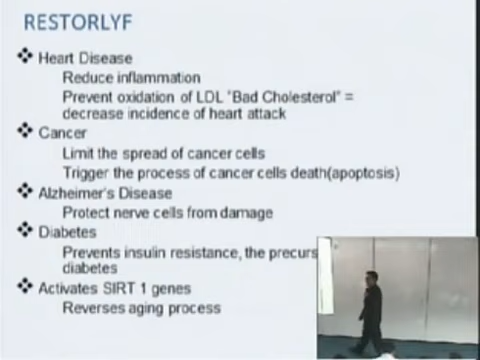 RESTORLYF
Heart Disease
Reduce inflammation
Prevent oxidation of LDL "Bad Cholesterol" =
decrease incidence of heart attack
Cancer
Limit the spread of cancer cells
Trigger the process of cancer cells death(apoptosis)
Alzheimer's Disease
Protect nerve cells from damage
Diabetes
Prevents insulin resistance, the precurs
diabetes
Activates SIRT 1 genes
Reverses aging process